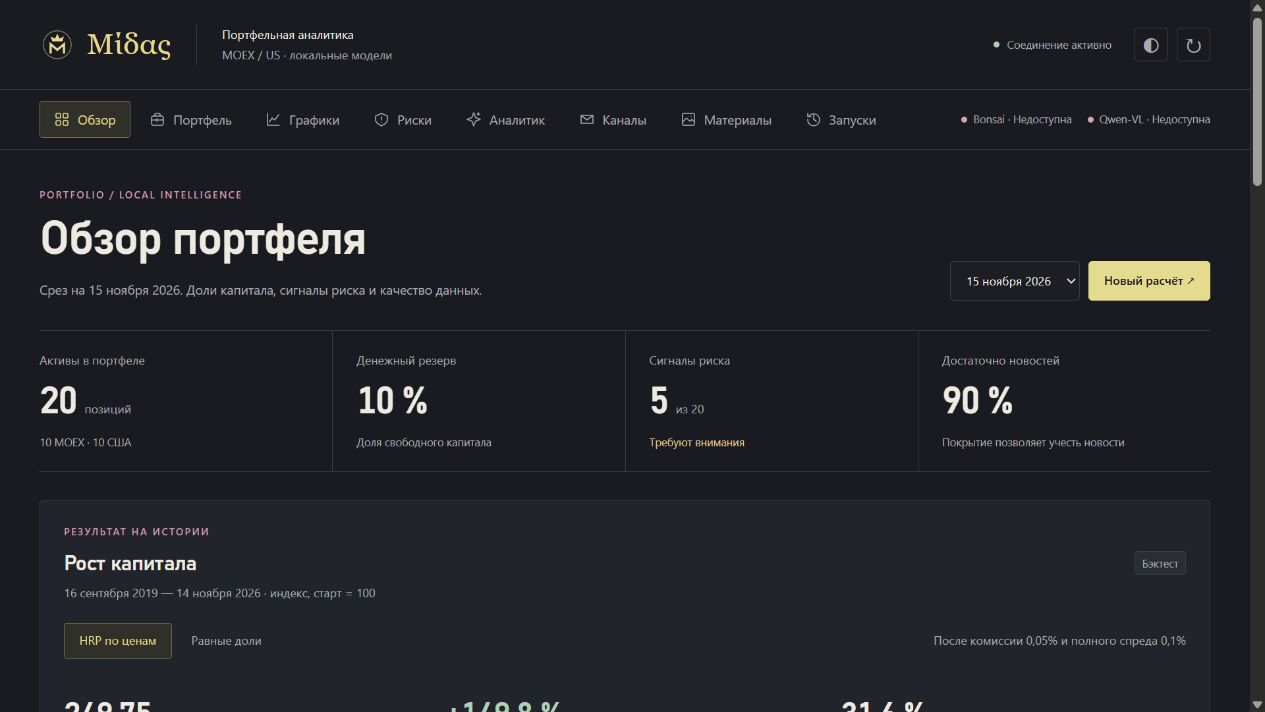 Μίδας
Портфельная аналитика
MOEX / US · локальные модели
Соединение активно
Обзор
Портфель
Графики
Риски
Аналитик
Каналы
Материалы
Запуски
Bonsai · Недоступна
Qwen-VL · Недоступна
PORTFOLIO / LOCAL INTELLIGENCE
Обзор портфеля
Срез на 15 ноября 2026. Доли капитала, сигналы риска и качество данных.
15 ноября 2026
Новый расчёт ↗
Активы в портфеле
20 позиций
10 MOEX · 10 США
Денежный резерв
10 %
Доля свободного капитала
Сигналы риска
5 из 20
Требуют внимания
Достаточно новостей
90 %
Покрытие позволяет учесть новости
РЕЗУЛЬТАТ НА ИСТОРИИ
Рост капитала
Бэктест
16 сентября 2019 — 14 ноября 2026 · индекс, старт = 100
HRP по ценам
Равные доли
После комиссии 0,05% и полного спреда 0,1%